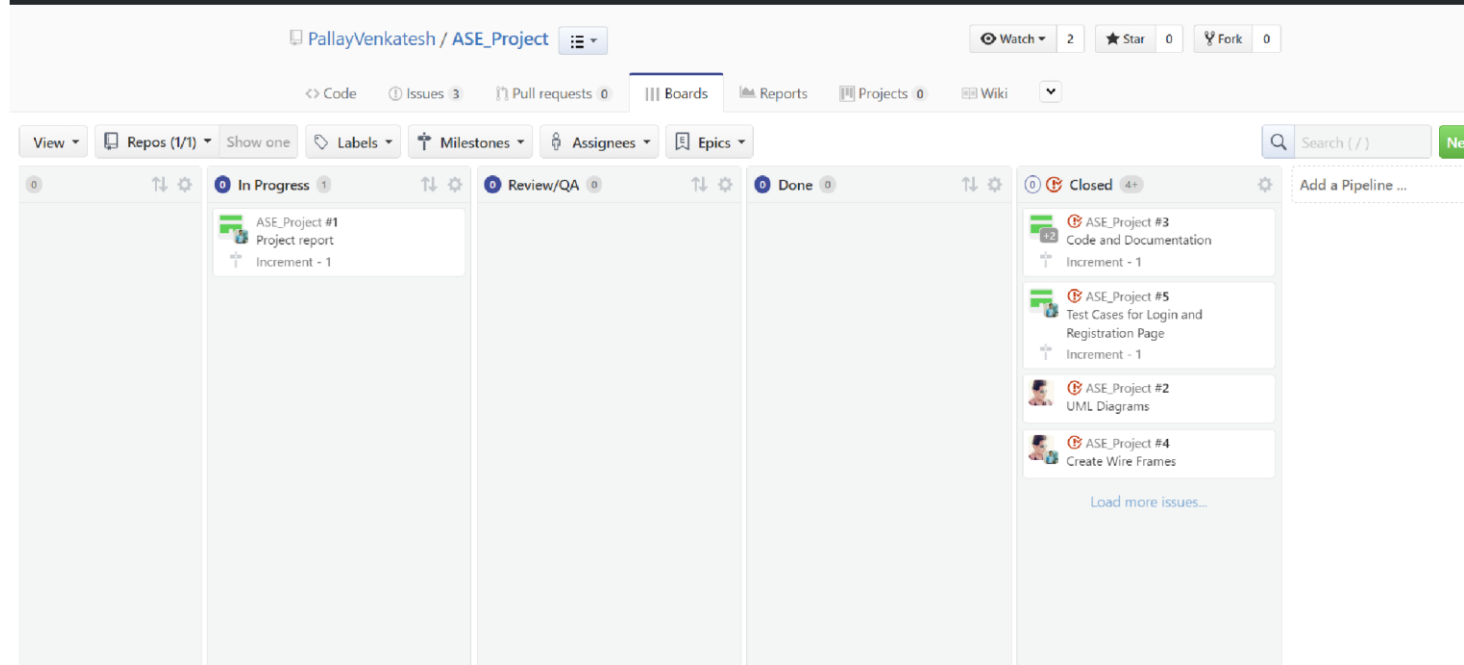 PallayVenkatesh / ASE_Project
Watch 2 Star 0 Fork 0
<> Code Issues 3 Pull requests 0 Boards Reports Projects 0 Wiki
View Repos (1/1) Show one Labels Milestones Assignees Epics Search ( / )
0
0 In Progress 1
ASE_Project #1
Project report
Increment - 1
0 Review/QA 0
0 Done 0
0 Closed 4+
+2
ASE_Project #3
Code and Documentation
Increment - 1
ASE_Project #5
Test Cases for Login and
Registration Page
Increment - 1
ASE_Project #2
UML Diagrams
ASE_Project #4
Create Wire Frames
Load more issues...
Add a Pipeline ...